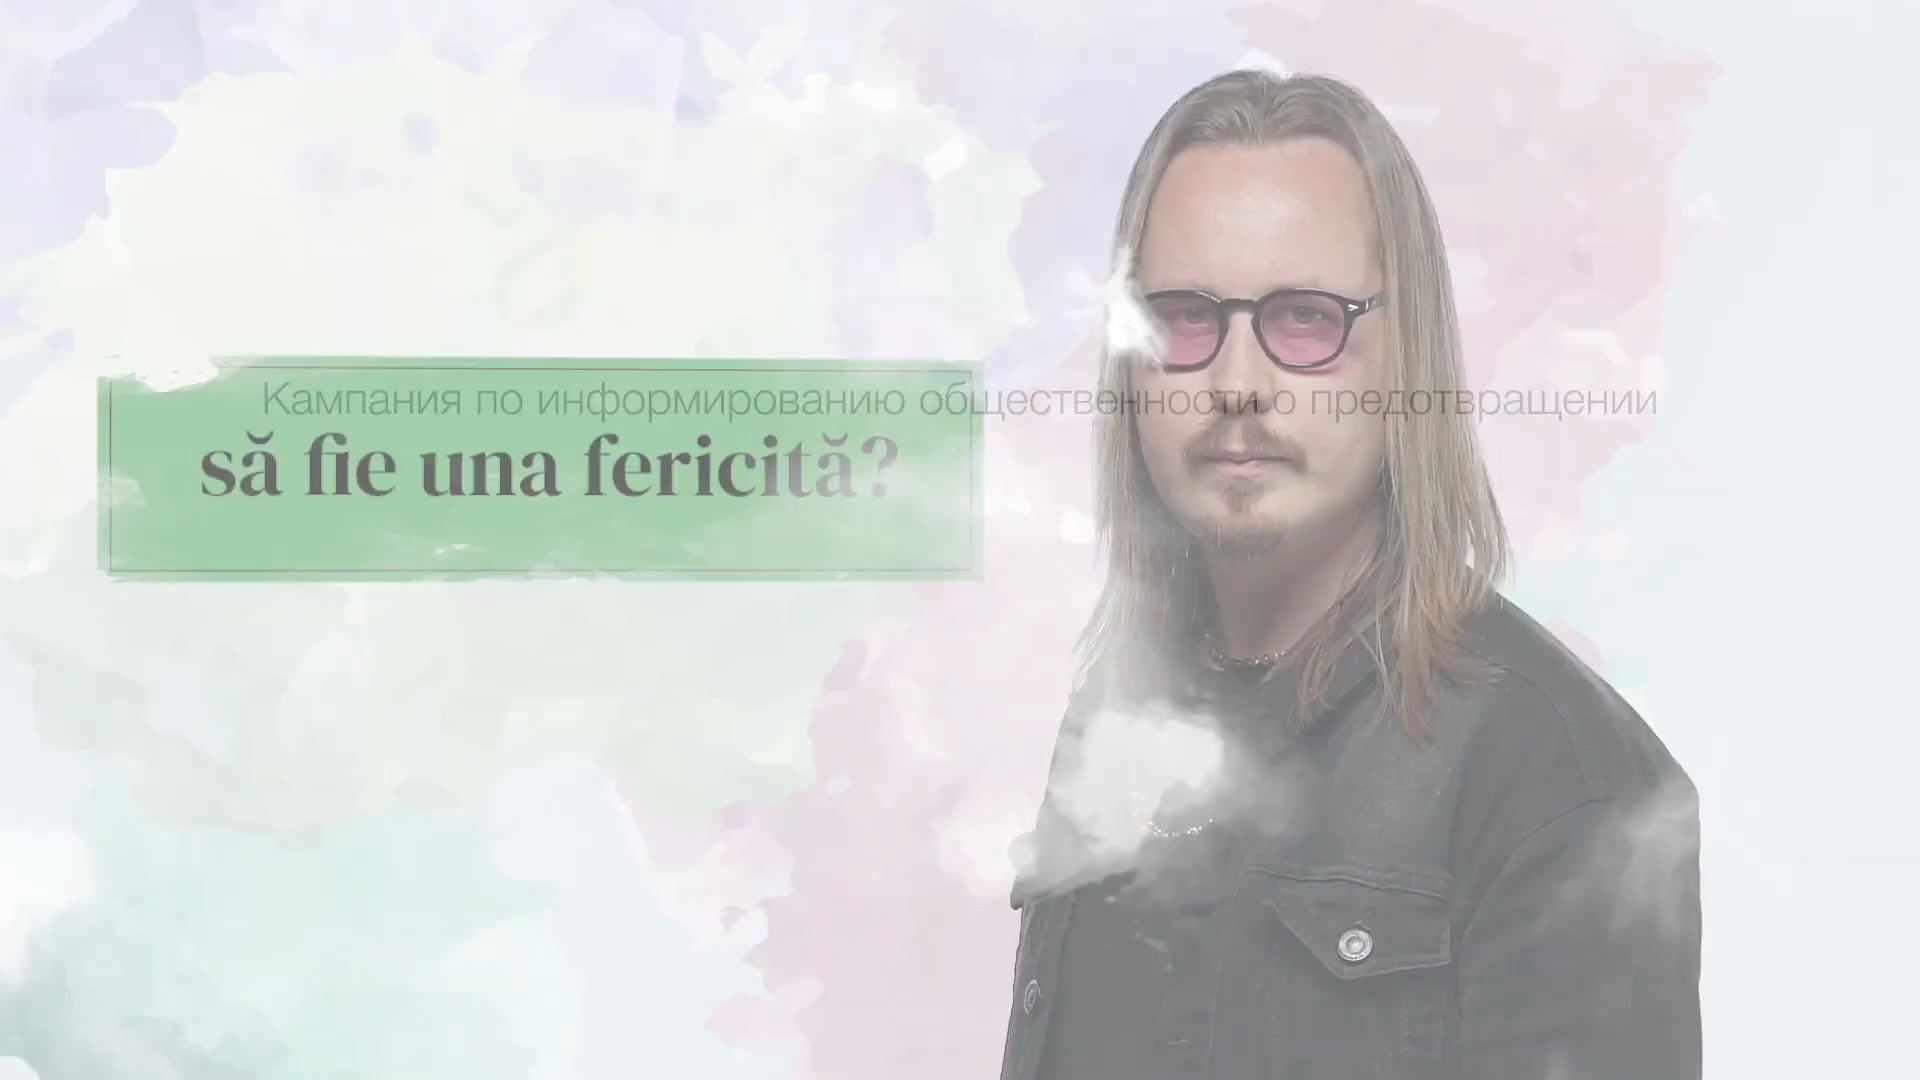 Кампания по информированию общественности о предотвращении
să fie una fericită?